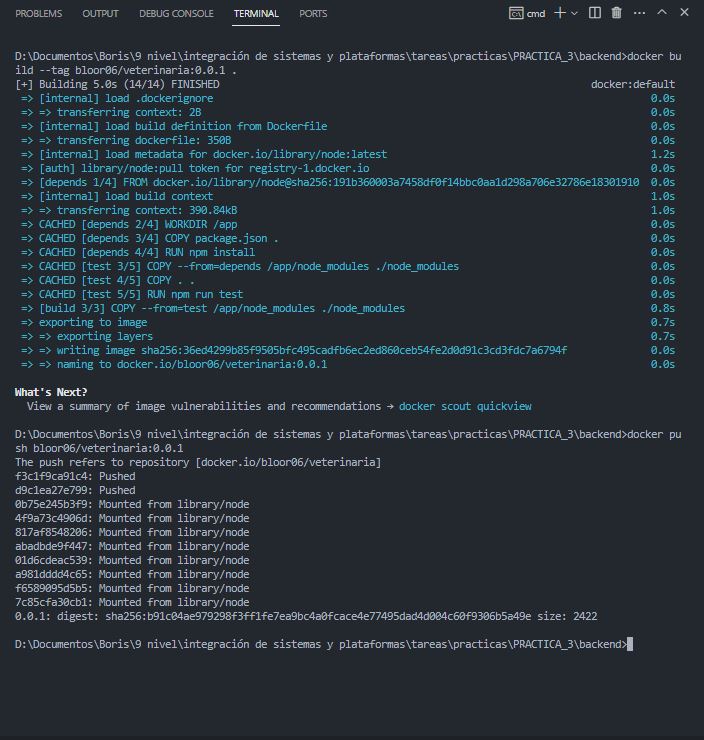 PROBLEMS OUTPUT DEBUG CONSOLE TERMINAL PORTS cmd
D:\Documentos\Boris\9 nivel\integración de sistemas y plataformas\tareas\practicas\PRACTICA_3\backend>docker bu
ild --tag bloor06/veterinaria:0.0.1 .
[+] Building 5.0s (14/14) FINISHED docker:default
=> [internal] load .dockerignore 0.0s
=> => transferring context: 2B 0.0s
=> [internal] load build definition from Dockerfile 0.0s
=> => transferring dockerfile: 350B 0.0s
=> [internal] load metadata for docker.io/library/node:latest 1.2s
=> [auth] library/node:pull token for registry-1.docker.io 0.0s
=> [depends 1/4] FROM docker.io/library/node@sha256:191b360003a7458df0f14bbc0aa1d298a706e32786e18301910 0.0s
=> [internal] load build context 1.0s
=> => transferring context: 390.84kB 1.0s
=> CACHED [depends 2/4] WORKDIR /app 0.0s
=> CACHED [depends 3/4] COPY package.json . 0.0s
=> CACHED [depends 4/4] RUN npm install 0.0s
=> CACHED [test 3/5] COPY --from=depends /app/node_modules ./node_modules 0.0s
=> CACHED [test 4/5] COPY . . 0.0s
=> CACHED [test 5/5] RUN npm run test 0.0s
=> [build 3/3] COPY --from=test /app/node_modules ./node_modules 0.8s
=> exporting to image 0.7s
=> => exporting layers 0.7s
=> => writing image sha256:36ed4299b85f9505bfc495cadfb6ec2ed860ceb54fe2d0d91c3cd3fdc7a6794f 0.0s
=> => naming to docker.io/bloor06/veterinaria:0.0.1 0.0s
What's Next?
View a summary of image vulnerabilities and recommendations → docker scout quickview
D:\Documentos\Boris\9 nivel\integración de sistemas y plataformas\tareas\practicas\PRACTICA_3\backend>docker pu
sh bloor06/veterinaria:0.0.1
The push refers to repository [docker.io/bloor06/veterinaria]
f3c1f9ca91c4: Pushed
d9c1ea27e799: Pushed
0b75e245b3f9: Mounted from library/node
4f9a73c4906d: Mounted from library/node
817af8548206: Mounted from library/node
abadbde9f447: Mounted from library/node
01d6cdeac539: Mounted from library/node
a981dddd4c65: Mounted from library/node
f6589095d5b5: Mounted from library/node
7c85cfa30cb1: Mounted from library/node
0.0.1: digest: sha256:b91c04ae979298f3ff1fe7ea9bc4a0fcace4e77495dad4d004c60f9306b5a49e size: 2422
D:\Documentos\Boris\9 nivel\integración de sistemas y plataformas\tareas\practicas\PRACTICA_3\backend>